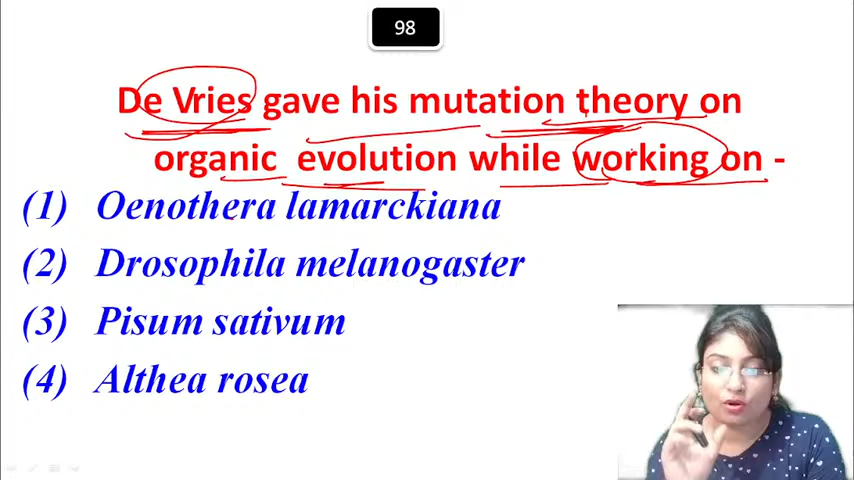 98
De Vries gave his mutation theory on
organic evolution while working on -
(1) Oenothera lamarckiana
(2) Drosophila melanogaster
(3) Pisum sativum
(4) Althea rosea